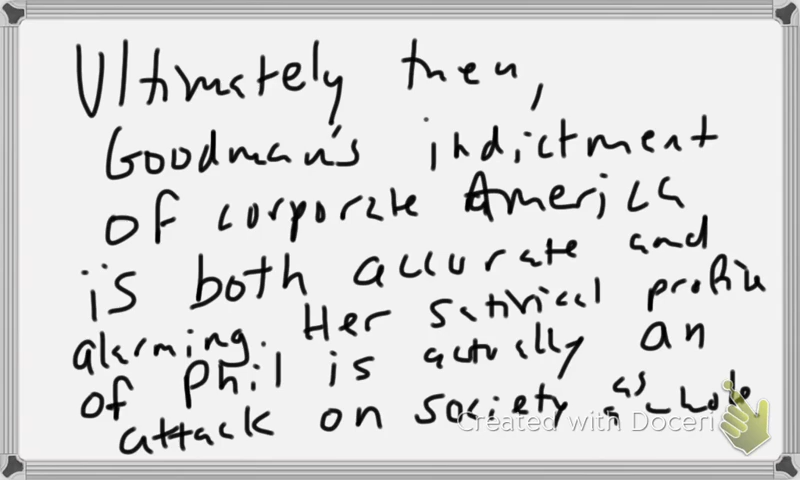 Ultimately then,
Goodman's indictment
of corporate America
is both accurate and
alarming. Her satirical profile
of Phil is actually an
attack on society as a whole
Created with Doceri